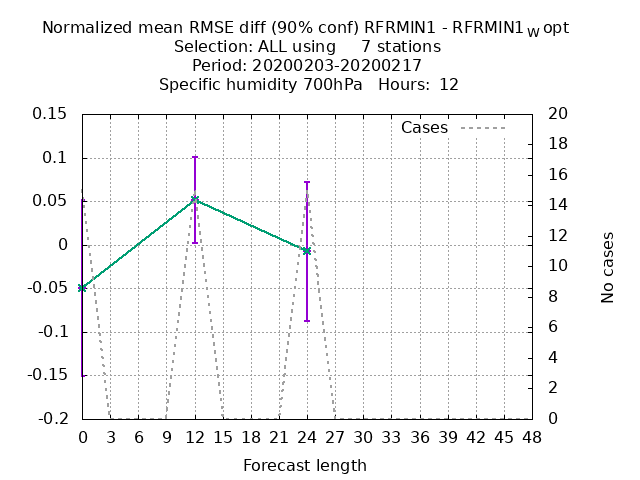 Normalized mean RMSE diff (90% conf) RFRMIN1 - RFRMIN1W opt
Selection: ALL using 7 stations
Period: 20200203-20200217
Specific humidity 700hPa Hours: 12
Cases
0.15
0.1
0.05
0
-0.05
-0.1
-0.15
-0.2
20
18
16
14
12
10
8
6
4
2
0
No cases
0 3 6 9 12 15 18 21 24 27 30 33 36 39 42 45 48
Forecast length